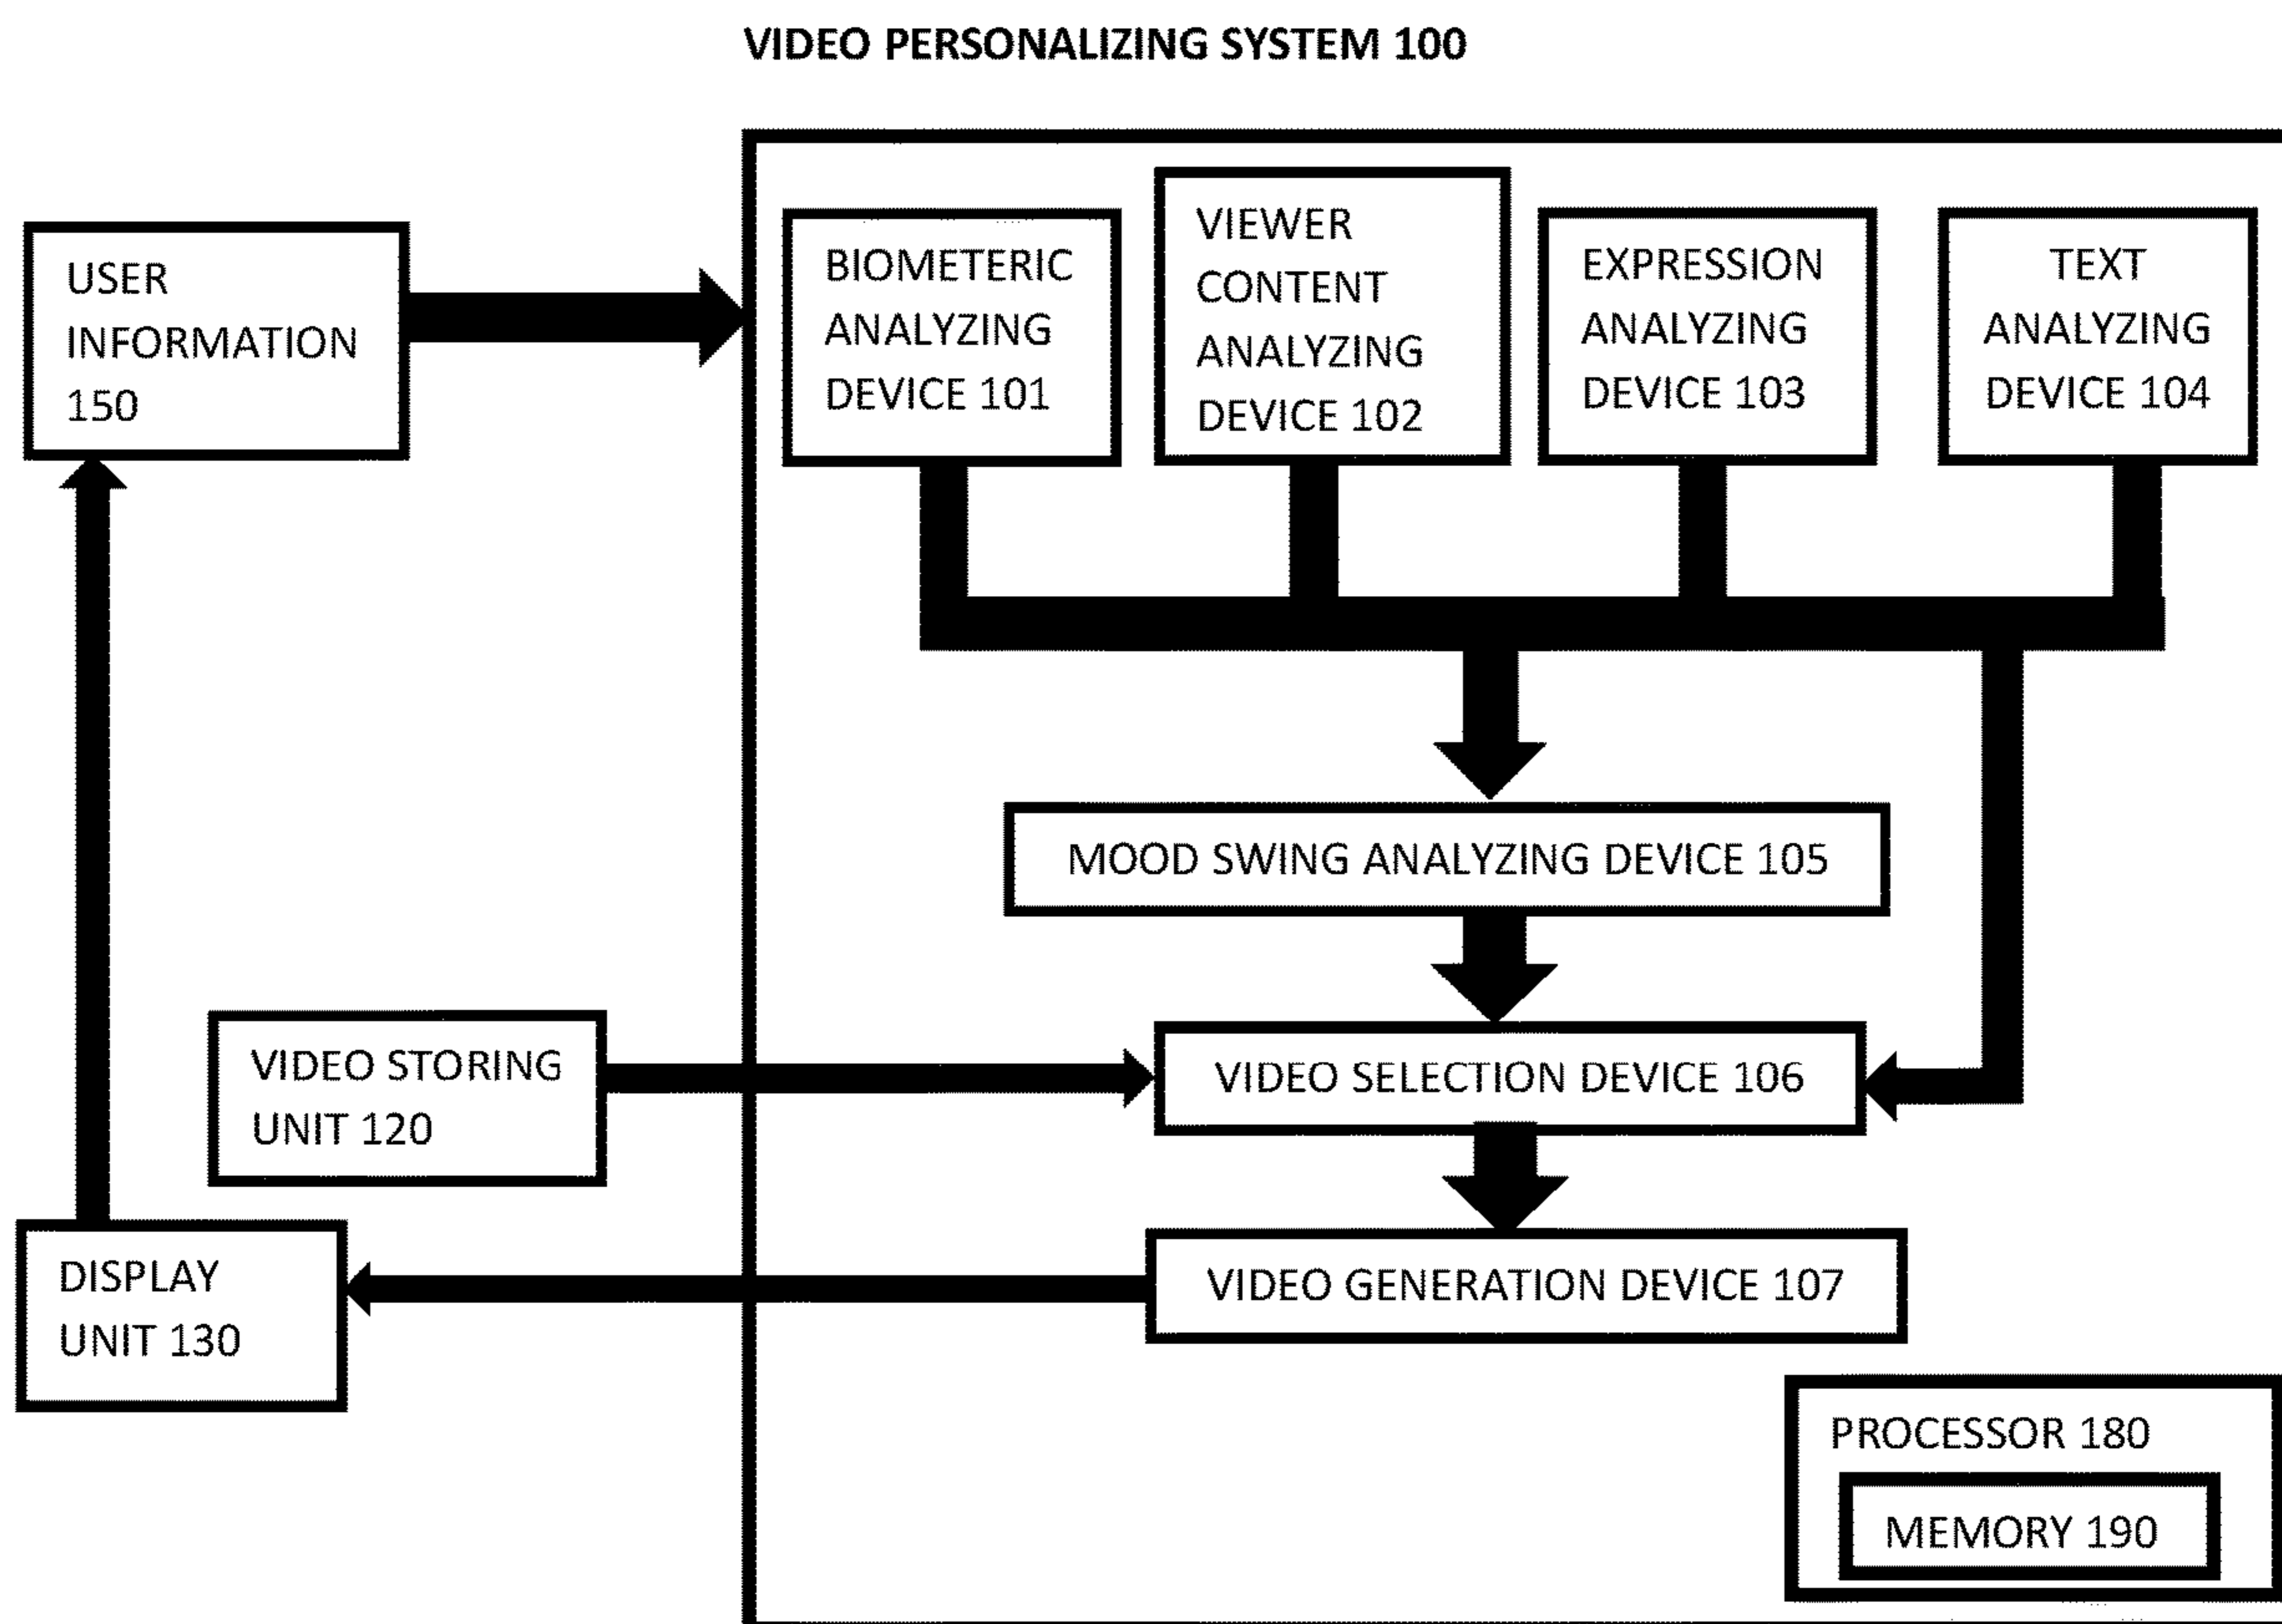 VIDEO PERSONALIZING SYSTEM 100
USER
INFORMATION
150
BIOMETERIC
ANALYZING
DEVICE 101
VIEWER
CONTENT
ANALYZING
DEVICE 102
EXPRESSION
ANALYZING
DEVICE 103
TEXT
ANALYZING
DEVICE 104
MOOD SWING ANALYZING DEVICE 105
VIDEO STORING
UNIT 120
VIDEO SELECTION DEVICE 106
DISPLAY
UNIT 130
VIDEO GENERATION DEVICE 107
PROCESSOR 180
MEMORY 190